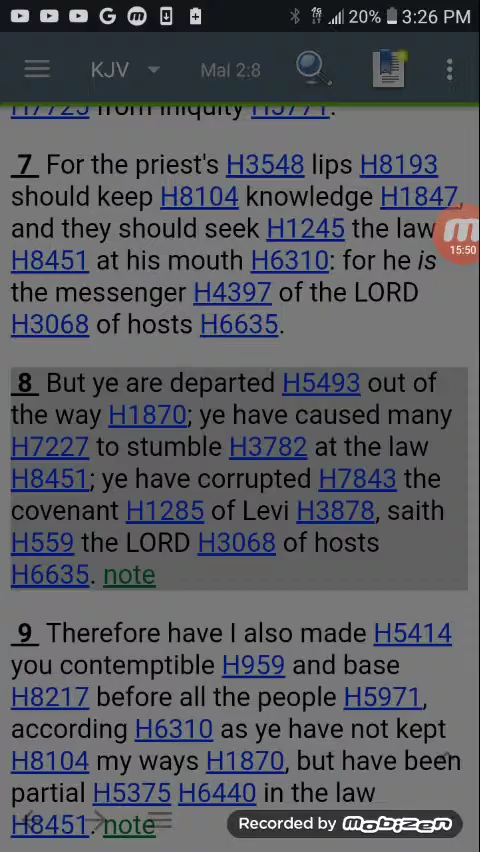 20% 3:26 PM
KJV Mal 2:8
H7725 from iniquity H5771.
7 For the priest's H3548 lips H8193
should keep H8104 knowledge H1847,
and they should seek H1245 the law
H8451 at his mouth H6310: for he is
the messenger H4397 of the LORD
H3068 of hosts H6635.
15:50
8 But ye are departed H5493 out of
the way H1870; ye have caused many
H7227 to stumble H3782 at the law
H8451; ye have corrupted H7843 the
covenant H1285 of Levi H3878, saith
H559 the LORD H3068 of hosts
H6635. note
9 Therefore have I also made H5414
you contemptible H959 and base
H8217 before all the people H5971,
according H6310 as ye have not kept
H8104 my ways H1870, but have been
partial H5375 H6440 in the law
H8451. note
Recorded by mobizen